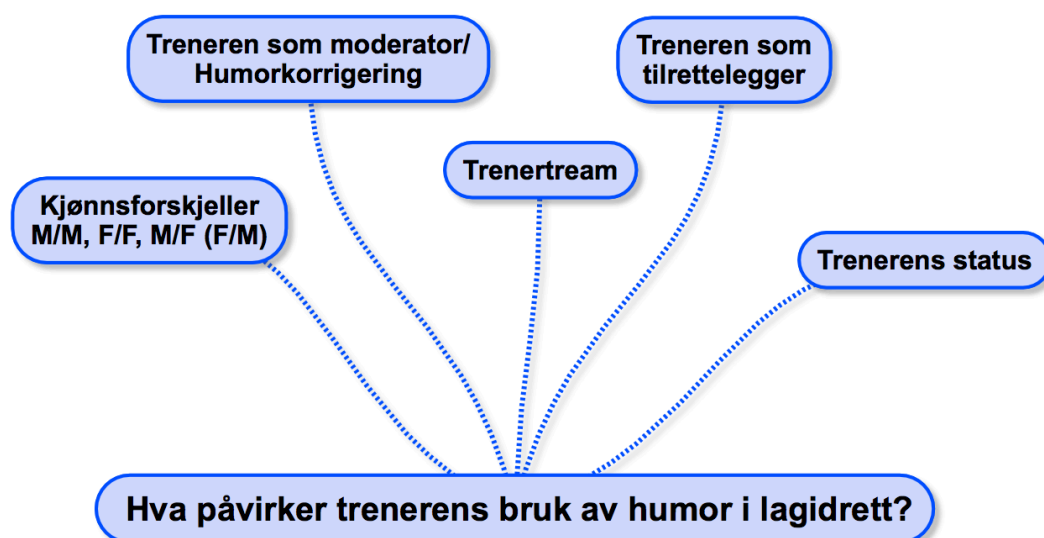 Treneren som moderator/
Humorkorrigering
Treneren som
tilrettelegger
Trenertream
Kjønnsforskjeller
M/M, F/F, M/F (F/M)
Trenerens status
Hva påvirker trenerens bruk av humor i lagidrett?